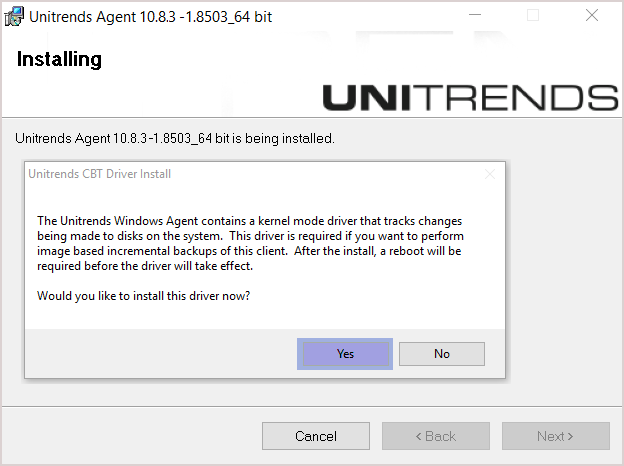 Unitrends Agent 10.8.3 -1.8503_64 bit
Installing
UNITRENDS
Unitrends Agent 10.8.3-1.8503_64 bit is being installed.
Unitrends CBT Driver Install
The Unitrends Windows Agent contains a kernel mode driver that tracks changes
being made to disks on the system.  This driver is required if you want to perform
image based incremental backups of this client.  After the install, a reboot will be
required before the driver will take effect.
Would you like to install this driver now?
Yes
No
Cancel
< Back
Next >